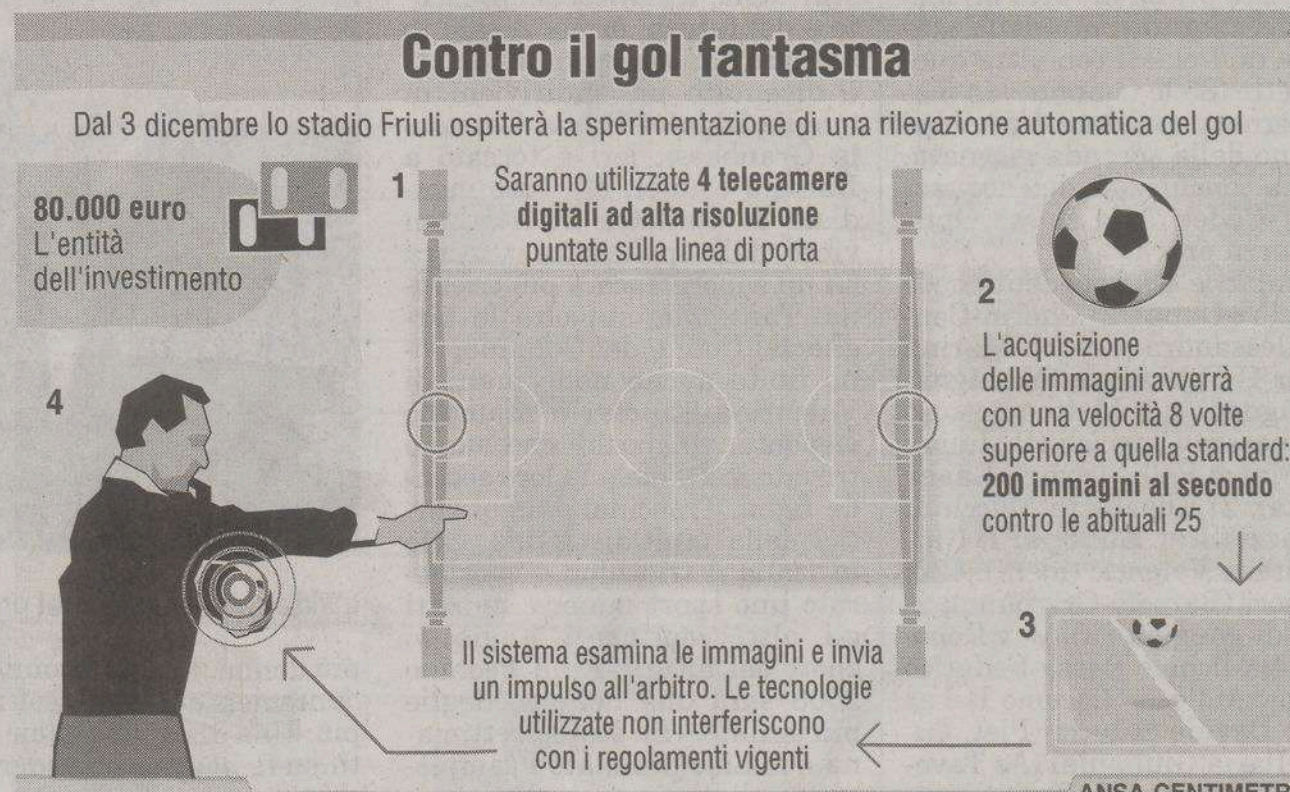 Contro il gol fantasma
Dal 3 dicembre lo stadio Friuli ospiterà la sperimentazione di una rilevazione automatica del gol
80.000 euro
L'entità
dell'investimento
1
Saranno utilizzate 4 telecamere
digitali ad alta risoluzione
puntate sulla linea di porta
2
L'acquisizione
delle immagini avverrà
con una velocità 8 volte
superiore a quella standard:
200 immagini al secondo
contro le abituali 25
3
4
Il sistema esamina le immagini e invia
un impulso all'arbitro. Le tecnologie
utilizzate non interferiscono
con i regolamenti vigenti
ANSA-CENTIMETR